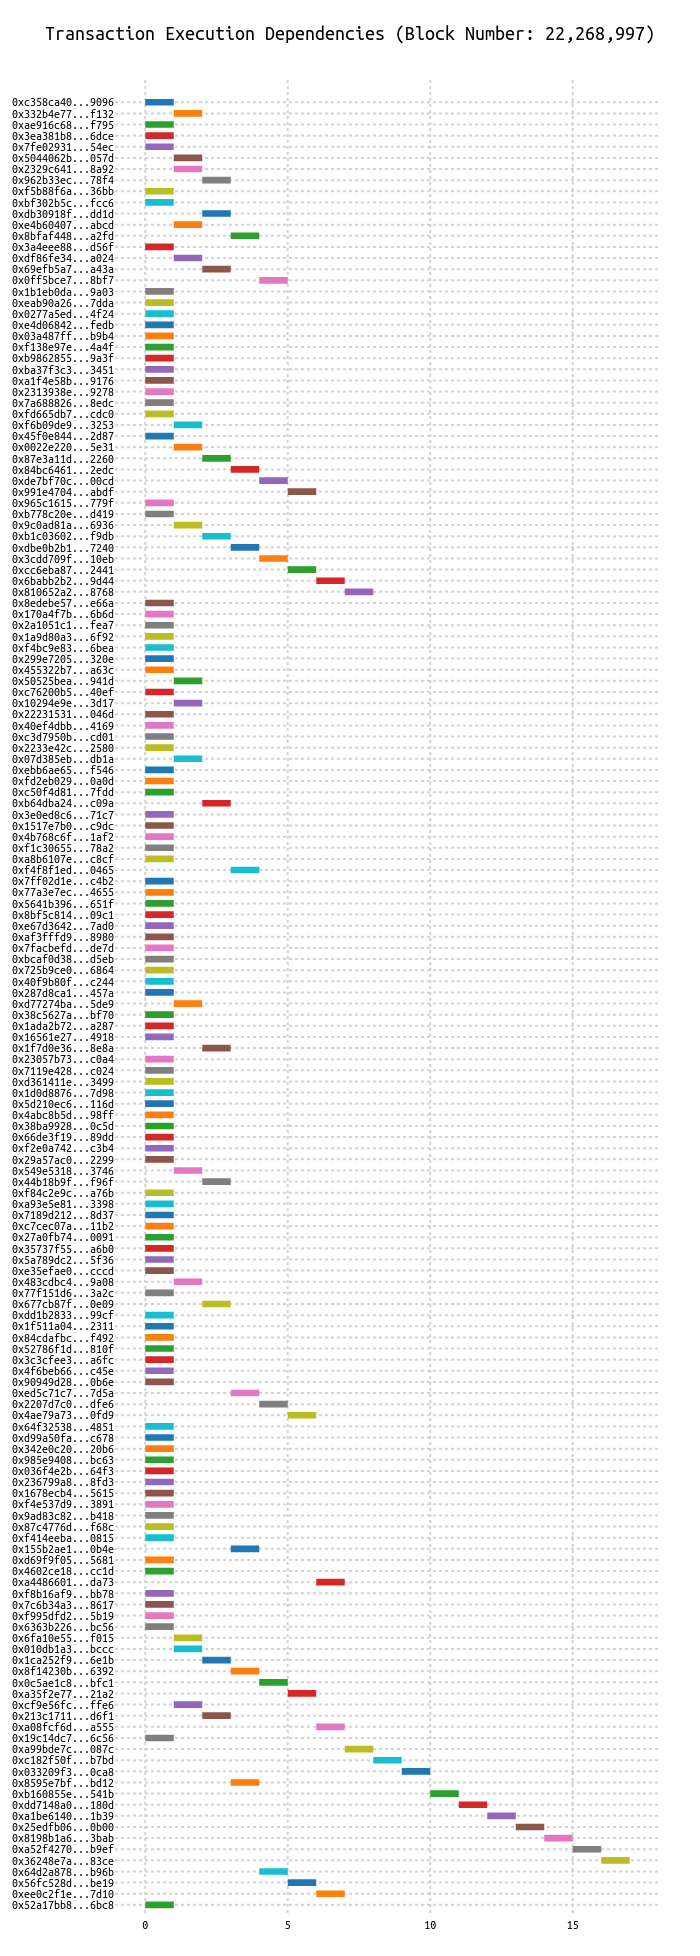 Transaction Execution Dependencies (Block Number: 22,268,997)
0xc358ca40...9096
0x332b4e77...f132
0xae916c68...f795
0x3ea381b8...6dce
0x7fe02931...54ec
0x5044062b...057d
0x2329c641...8a92
0x962b33ec...78f4
0xf5b88f6a...36bb
0xbf302b5c...fcc6
0xdb30918f...dd1d
0xe4b60407...abcd
0x8bfaf448...a2fd
0x3a4eee88...d56f
0xdf86fe34...a024
0x69efb5a7...a43a
0x0ff5bce7...8bf7
0x1b1eb0da...9a03
0xeab90a26...7dda
0x0277a5ed...4f24
0xe4d06842...fedb
0x03a487ff...b9b4
0xf138e97e...4a4f
0xb9862855...9a3f
0xba37f3c3...3451
0xa1f4e58b...9176
0x2313938e...9278
0x7a688826...8edc
0xfd665db7...cdc0
0xf6b09de9...3253
0x45f0e844...2d87
0x0022e220...5e31
0x87e3a11d...2260
0x84bc6461...2edc
0xde7bf70c...00cd
0x991e4704...abdf
0x965c1615...779f
0xb778c20e...d419
0x9c0ad81a...6936
0xb1c03602...f9db
0xdbe0b2b1...7240
0x3cdd709f...10eb
0xcc6eba87...2441
0x6babb2b2...9d44
0x810652a2...8768
0x8edebe57...e66a
0x170a4f7b...6b6d
0x2a1051c1...fea7
0x1a9d80a3...6f92
0xf4bc9e83...6bea
0x299e7205...320e
0x455322b7...a63c
0x50525bea...941d
0xc76200b5...40ef
0x10294e9e...3d17
0x22231531...046d
0x40ef4dbb...4169
0xc3d7950b...cd01
0x2233e42c...2580
0x07d385eb...db1a
0xebb6ae65...f546
0xfd2eb029...0a0d
0xc50f4d81...7fdd
0xb64dba24...c09a
0x3e0ed8c6...71c7
0x1517e7b0...c9dc
0x4b768c6f...1af2
0xf1c30655...78a2
0xa8b6107e...c8cf
0xf4f8f1ed...0465
0x7ff02d1e...c4b2
0x77a3e7ec...4655
0x5641b396...651f
0x8bf5c814...09c1
0xe67d3642...7ad0
0xaf3fffd9...8980
0x7facbefd...de7d
0xbcaf0d38...d5eb
0x725b9ce0...6864
0x40f9b80f...c244
0x287d8ca1...457a
0xd77274ba...5de9
0x38c5627a...bf70
0x1ada2b72...a287
0x16561e27...4918
0x1f7d0e36...8e8a
0x23057b73...c0a4
0x7119e428...c024
0xd361411e...3499
0x1d0d8876...7d98
0x5d210ec6...116d
0x4abc8b5d...98ff
0x38ba9928...0c5d
0x66de3f19...89dd
0xf2e0a742...c3b4
0x29a57ac0...2299
0x549e5318...3746
0x44b18b9f...f96f
0xf84c2e9c...a76b
0xa93e5e81...3398
0x7189d212...8d37
0xc7cec07a...11b2
0x27a0fb74...0091
0x35737f55...a6b0
0x5a789dc2...5f36
0xe35efae0...cccd
0x483cdbc4...9a08
0x77f151d6...3a2c
0x677cb87f...0e09
0xdd1b2833...99cf
0x1f511a04...2311
0x84cdafbc...f492
0x52786f1d...810f
0x3c3cfee3...a6fc
0x4f6beb66...c45e
0x90949d28...0b6e
0xed5c71c7...7d5a
0x2207d7c0...dfe6
0x4ae79a73...0fd9
0x64f32538...4851
0xd99a50fa...c678
0x342e0c20...20b6
0x985e9408...bc63
0x036f4e2b...64f3
0x236799a8...8fd3
0x1678ecb4...5615
0xf4e537d9...3891
0x9ad83c82...b418
0x87c4776d...f68c
0xf414eeba...0815
0x155b2ae1...0b4e
0xd69f9f05...5681
0x4602ce18...cc1d
0xa4486601...da73
0xf8b16af9...bb78
0x7c6b34a3...8617
0xf995dfd2...5b19
0x6363b226...bc56
0x6fa10e55...f015
0x010db1a3...bccc
0x1ca252f9...6e1b
0x8f14230b...6392
0x0c5ae1c8...bfc1
0xa35f2e77...21a2
0xcf9e56fc...ffe6
0x213c1711...d6f1
0xa08fcf6d...a555
0x19c14dc7...6c56
0xa99bde7c...087c
0xc182f50f...b7bd
0x033209f3...0ca8
0x8595e7bf...bd12
0xb160855e...541b
0xdd7148a0...180d
0xa1be6140...1b39
0x25edfb06...0b00
0x8198b1a6...3bab
0xa52f4270...b9ef
0x36248e7a...83ce
0x64d2a878...b96b
0x56fc528d...be19
0xee0c2f1e...7d10
0x52a17bb8...6bc8
0 5 10 15